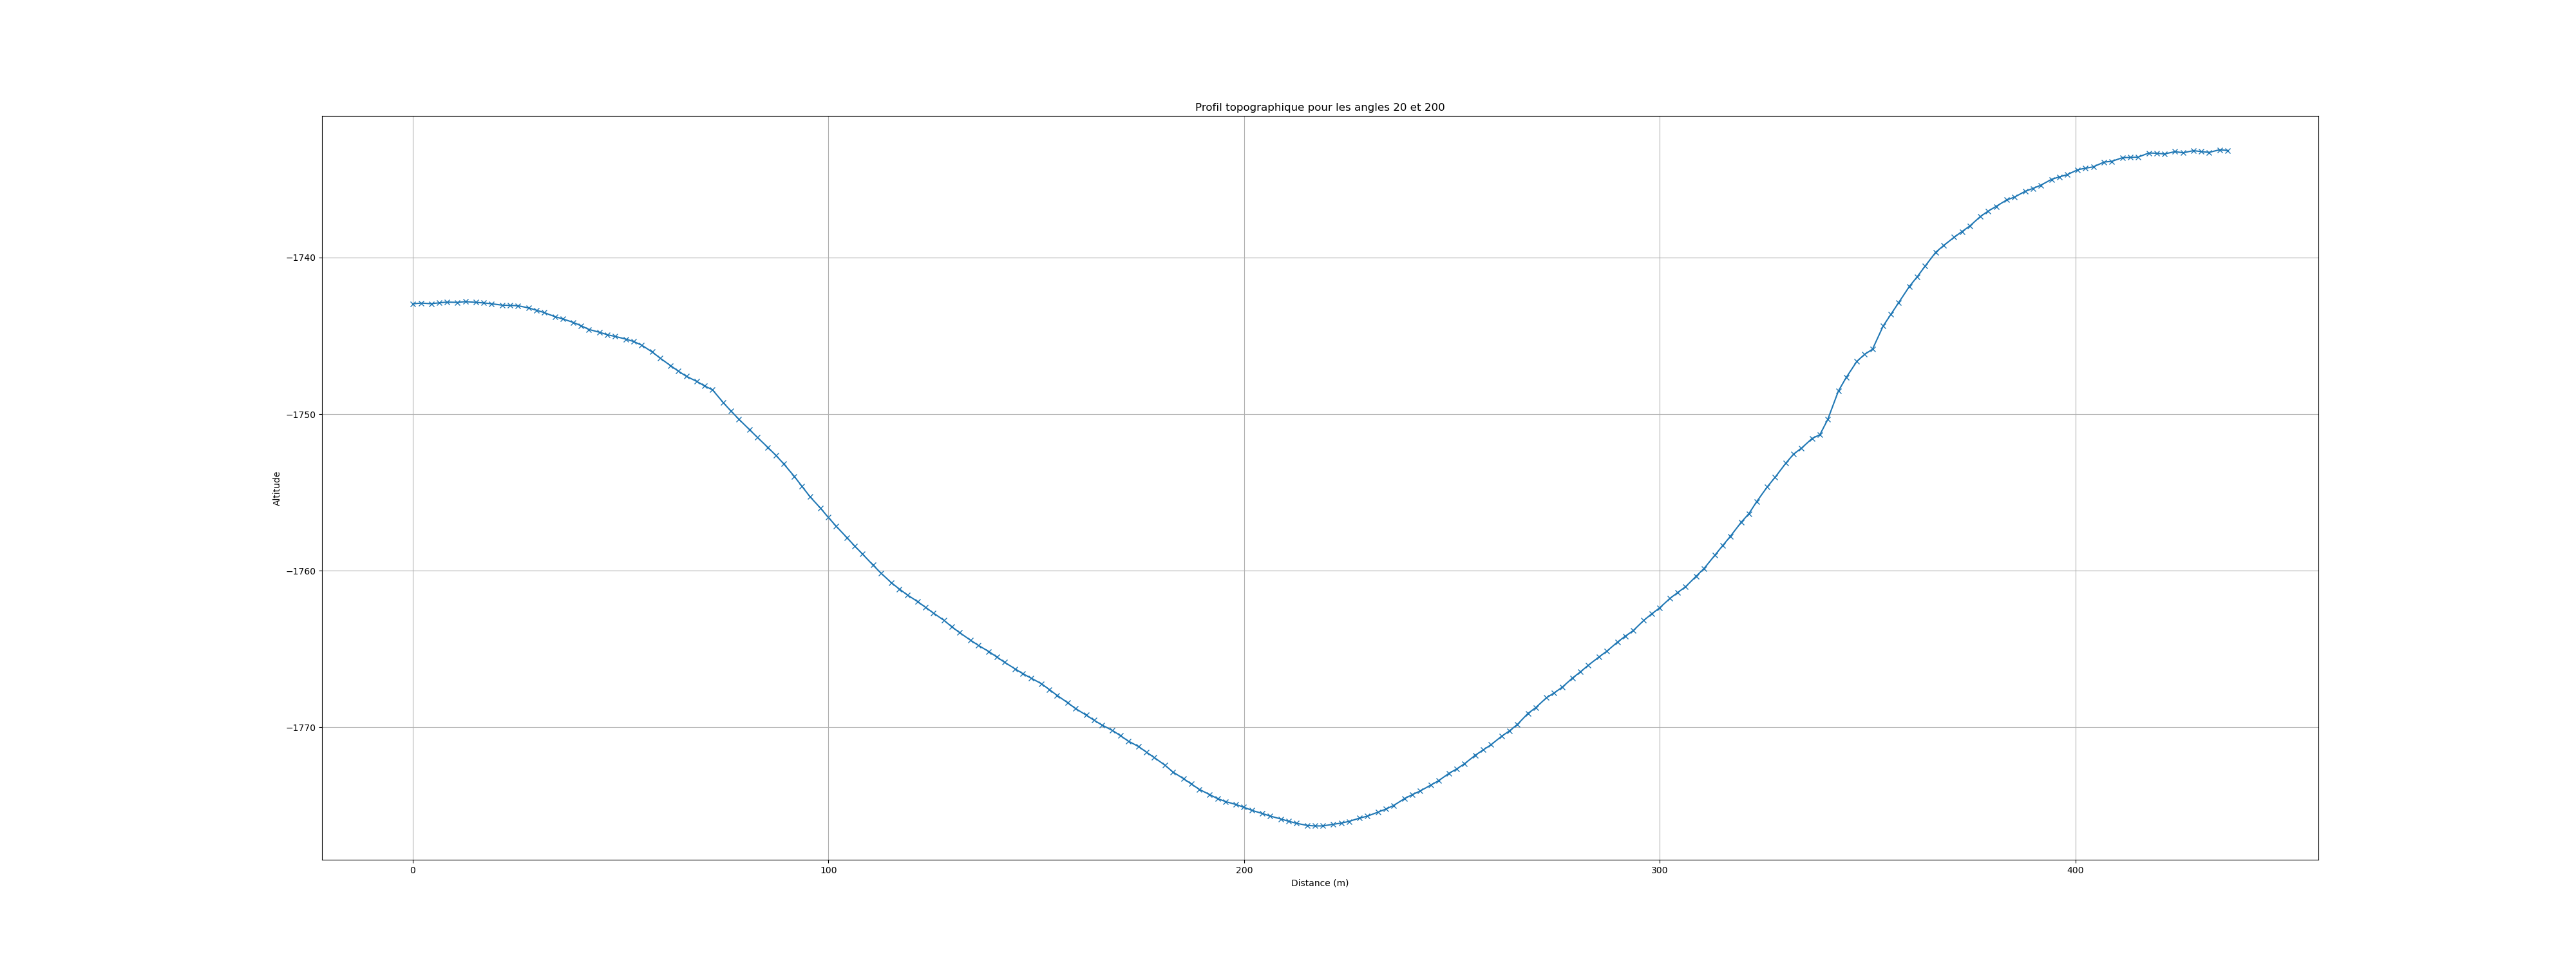 Profil topographique pour les angles 20 et 200
−1740
−1750
−1760
−1770
Altitude
0 100 200 300 400
Distance (m)